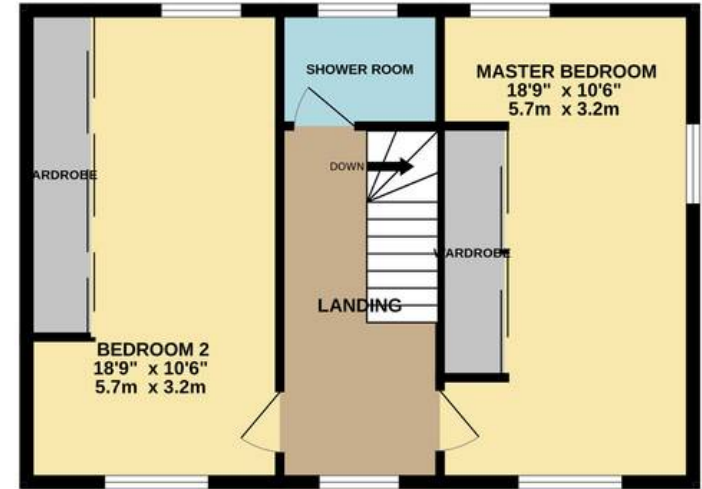 SHOWER ROOM
MASTER BEDROOM
18'9" x 10'6"
5.7m x 3.2m
DOWN
ARDROBE
WARDROBE
LANDING
BEDROOM 2
18'9" x 10'6"
5.7m x 3.2m